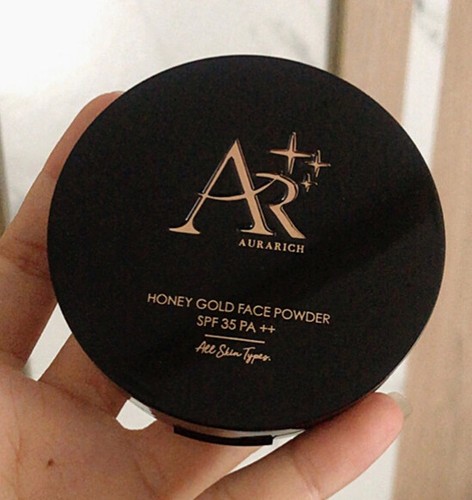 AR
AURARICH
HONEY GOLD FACE POWDER
SPF 35 PA ++
All Skin Types.